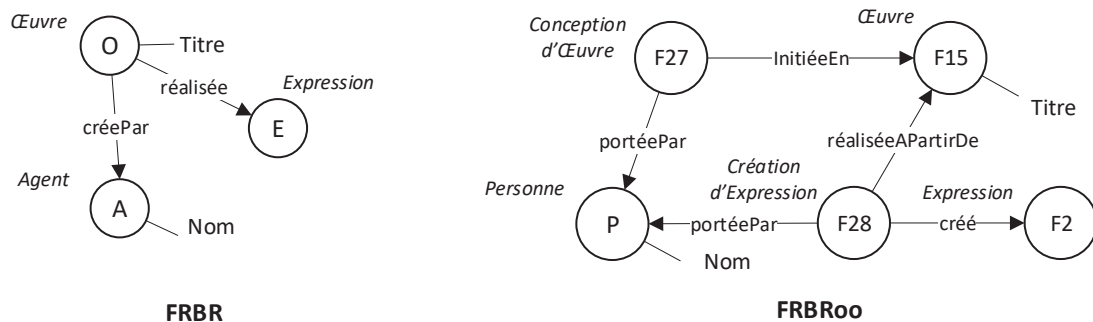 Œuvre
O
Titre
réalisée
Expression
E
créePar
Agent
A
Nom
FRBR
Conception
d'Œuvre
F27
InitiéeEn
Œuvre
F15
Titre
portéePar
réaliséeAPartirDe
Personne
Création
d'Expression
Expression
P
portéePar
F28
créé
F2
Nom
FRBRoo